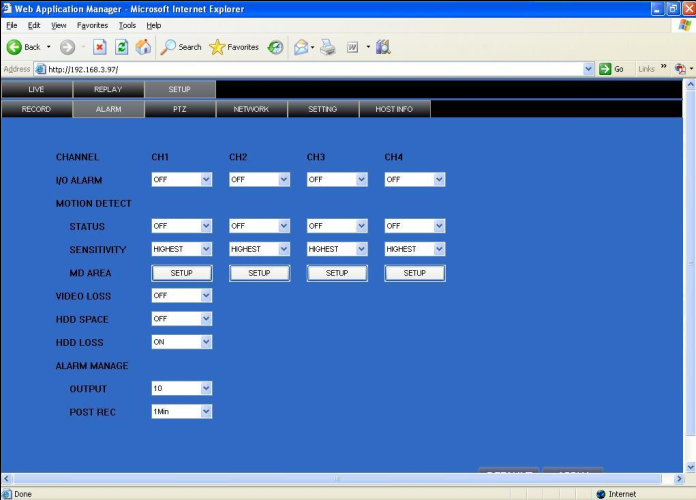 Web Application Manager - Microsoft Internet Explorer
File Edit View Favorites Tools Help
Back Search Favorites
Address http://192.168.3.97/ Go Links »
LIVE REPLAY SETUP
RECORD ALARM PTZ NETWORK SETTING HOST INFO
CHANNEL CH1 CH2 CH3 CH4
I/O ALARM OFF OFF OFF OFF
MOTION DETECT
STATUS OFF OFF OFF OFF
SENSITIVITY HIGHEST HIGHEST HIGHEST HIGHEST
MD AREA SETUP SETUP SETUP SETUP
VIDEO LOSS OFF
HDD SPACE OFF
HDD LOSS ON
ALARM MANAGE
OUTPUT 10
POST REC 1Min
Done Internet